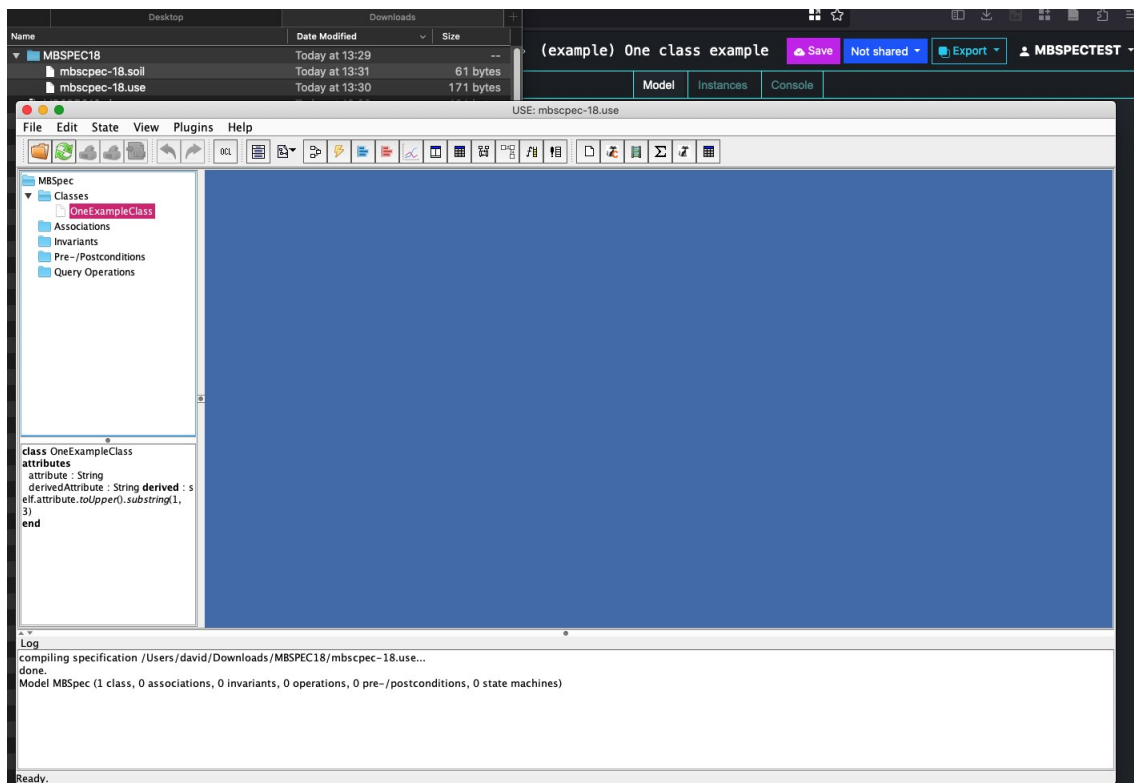 Desktop
Downloads
Name Date Modified Size
MBSPEC18 Today at 13:29 --
mbscpec-18.soil Today at 13:31 61 bytes
mbscpec-18.use Today at 13:30 171 bytes
(example) One class example Save Not shared Export MBSPECTEST
Model Instances Console
USE: mbscpec-18.use
File Edit State View Plugins Help
OCL
MBSpec
Classes
OneExampleClass
Associations
Invariants
Pre-/Postconditions
Query Operations
class OneExampleClass
attributes
attribute : String
derivedAttribute : String derived : s
elf.attribute.toUpper().substring(1,
3)
end
Log
compiling specification /Users/david/Downloads/MBSPEC18/mbscpec-18.use...
done.
Model MBSpec (1 class, 0 associations, 0 invariants, 0 operations, 0 pre-/postconditions, 0 state machines)
Ready.